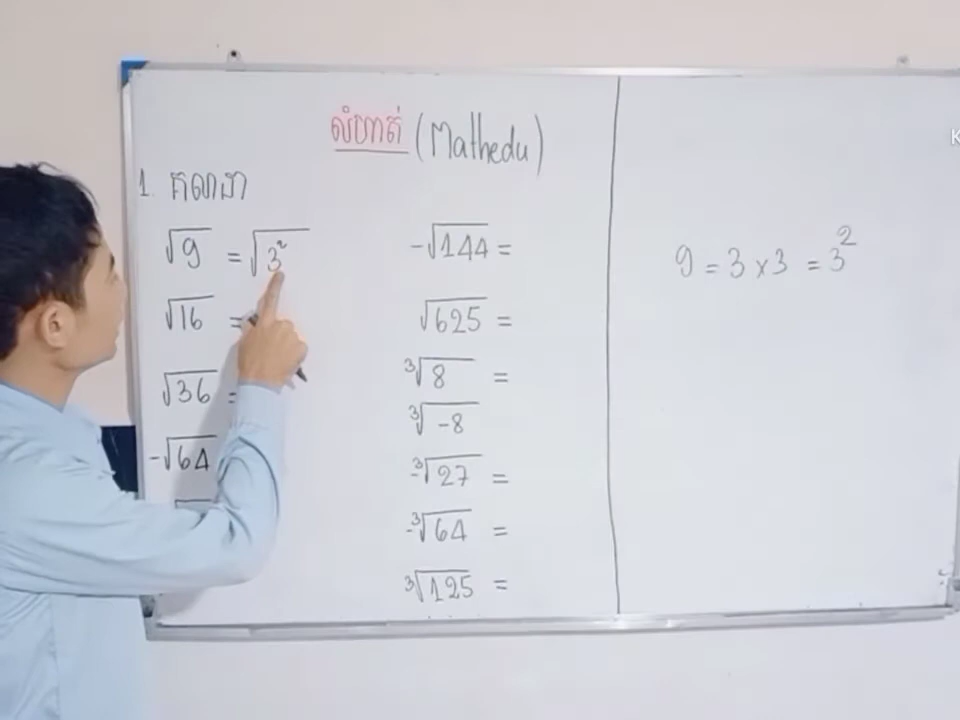 លំហាត់ (Mathedu)
1. គណនា
√9 = √3²
√16 =
√36 =
-√64
-√144 =
√625 =
³√8 =
³√-8
-³√27 =
-³√64 =
³√125 =
9 = 3 x 3 = 3²
K